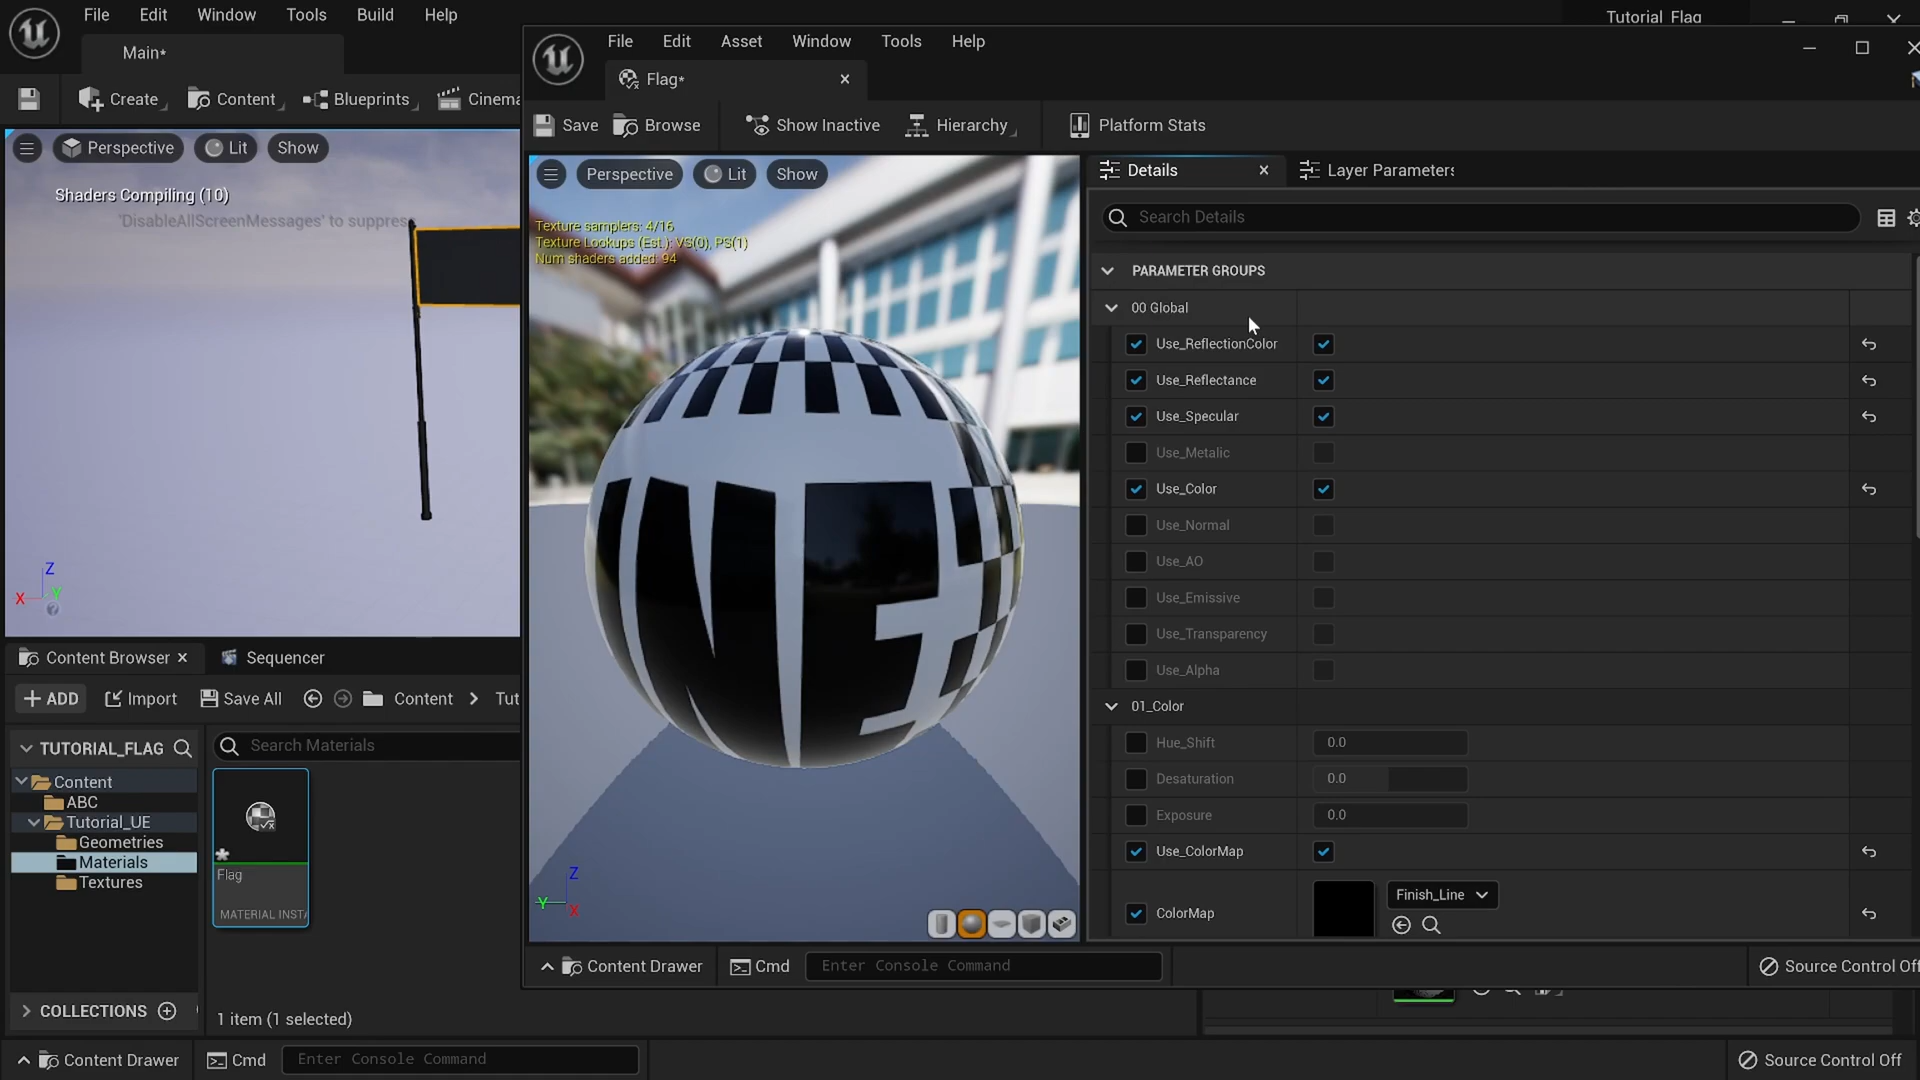 File Edit Window Tools Build Help
Tutorial_Flag
Main*
Create
Content
Blueprints
Cinema
Perspective
Lit
Show
Shaders Compiling (10)
'DisableAllScreenMessages' to suppress
Z
X
Y
Content Browser
Sequencer
ADD
Import
Save All
Content
Tut
TUTORIAL_FLAG
Search Materials
Content
ABC
Tutorial_UE
Geometries
Materials
Textures
Flag
MATERIAL INSTA
COLLECTIONS
1 item (1 selected)
Content Drawer
Cmd
Enter Console Command
Source Control Off
File Edit Asset Window Tools Help
Flag*
Save
Browse
Show Inactive
Hierarchy
Platform Stats
Perspective
Lit
Show
Texture samplers: 4/16
Texture Lookups (Est.): VS(0), PS(1)
Num shaders added: 94
Z
Y
X
Details
Layer Parameters
Search Details
PARAMETER GROUPS
00 Global
Use_ReflectionColor
Use_Reflectance
Use_Specular
Use_Metalic
Use_Color
Use_Normal
Use_AO
Use_Emissive
Use_Transparency
Use_Alpha
01_Color
Hue_Shift 0.0
Desaturation 0.0
Exposure 0.0
Use_ColorMap
ColorMap
Finish_Line
Content Drawer
Cmd
Enter Console Command
Source Control Off